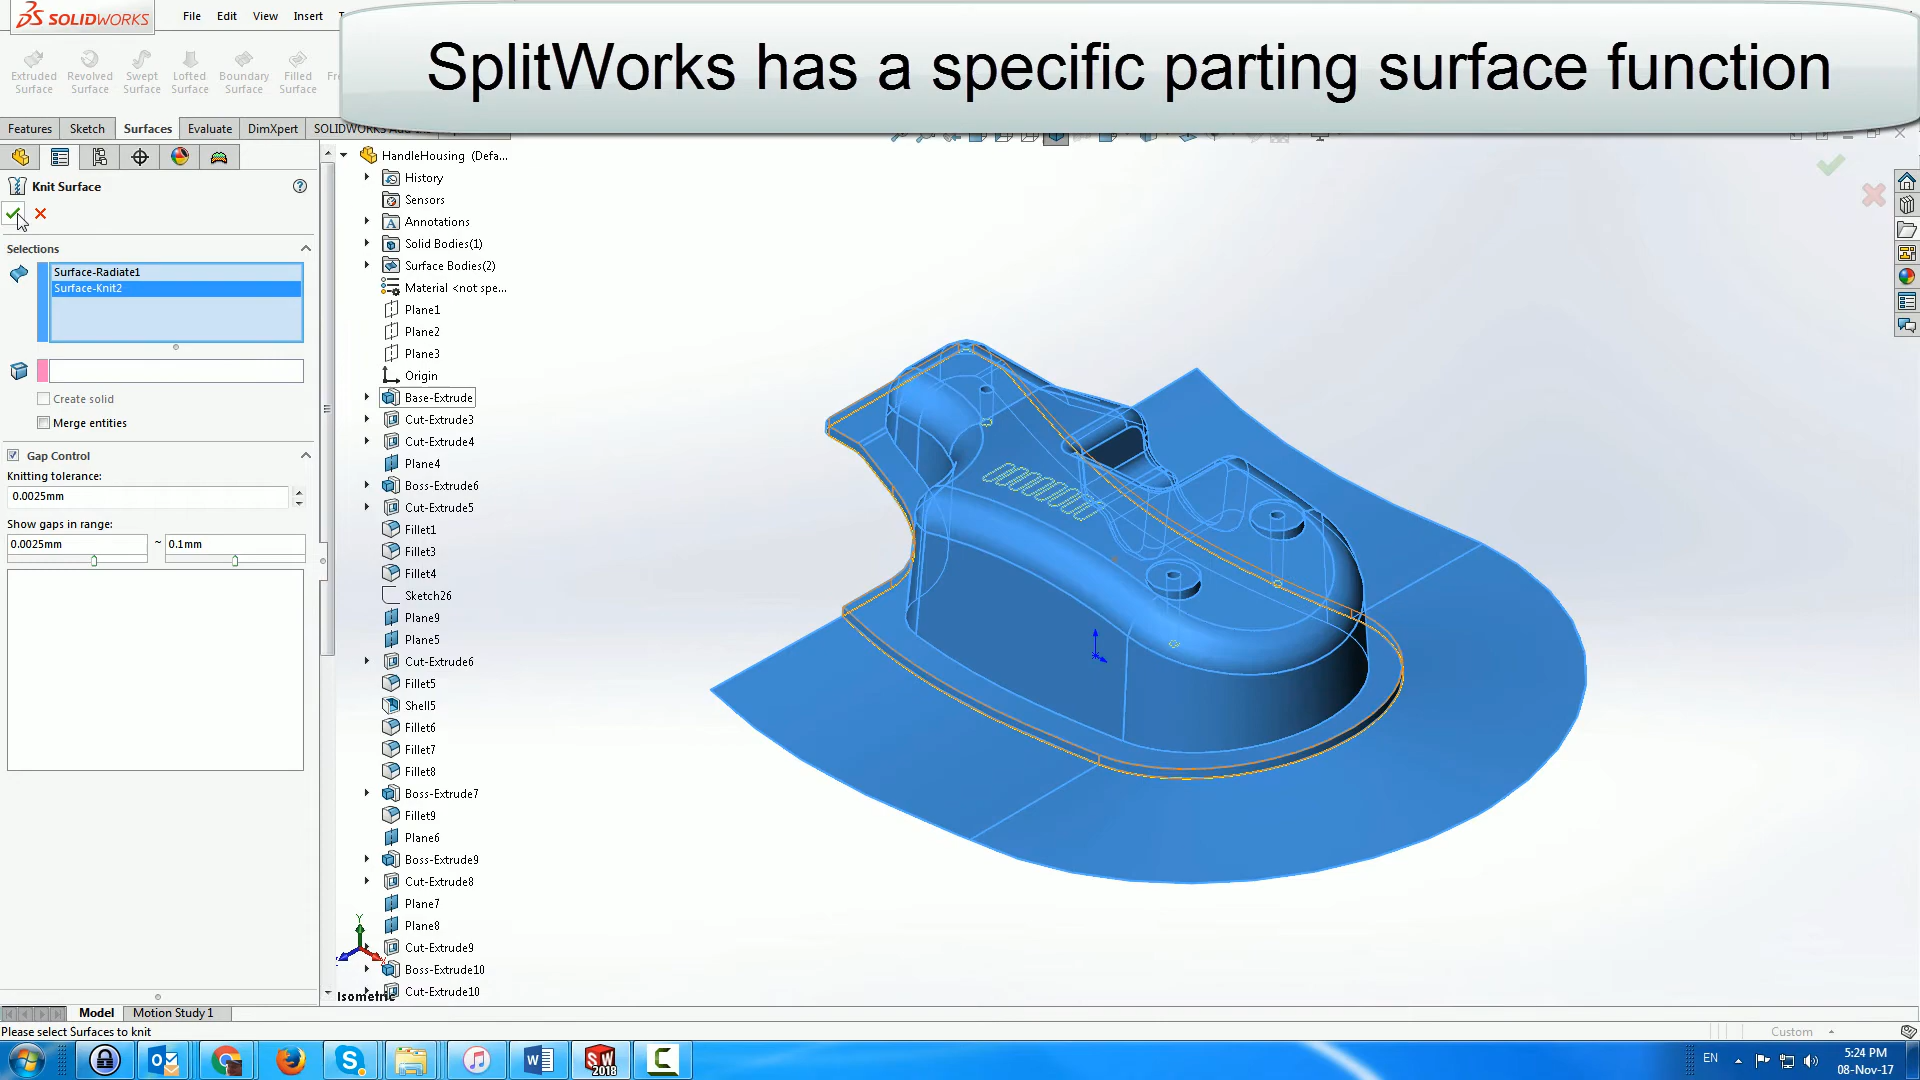 SOLIDWORKS
File Edit View Insert
SplitWorks has a specific parting surface function
Extruded Surface
Revolved Surface
Swept Surface
Lofted Surface
Boundary Surface
Filled Surface
Features Sketch Surfaces Evaluate DimXpert
Knit Surface
Selections
Surface-Radiate1
Surface-Knit2
Create solid
Merge entities
Gap Control
Knitting tolerance:
0.0025mm
Show gaps in range:
0.0025mm ~ 0.1mm
HandleHousing (Defa...
History
Sensors
Annotations
Solid Bodies(1)
Surface Bodies(2)
Material <not spe...
Plane1
Plane2
Plane3
Origin
Base-Extrude
Cut-Extrude3
Cut-Extrude4
Plane4
Boss-Extrude6
Cut-Extrude5
Fillet1
Fillet3
Fillet4
Sketch26
Plane9
Plane5
Cut-Extrude6
Fillet5
Shell5
Fillet6
Fillet7
Fillet8
Boss-Extrude7
Fillet9
Plane6
Boss-Extrude9
Cut-Extrude8
Plane7
Plane8
Cut-Extrude9
Boss-Extrude10
Cut-Extrude10
Y
Isometric
Model Motion Study 1
Please select Surfaces to knit
Custom
SW 2018
EN
5:24 PM
08-Nov-17